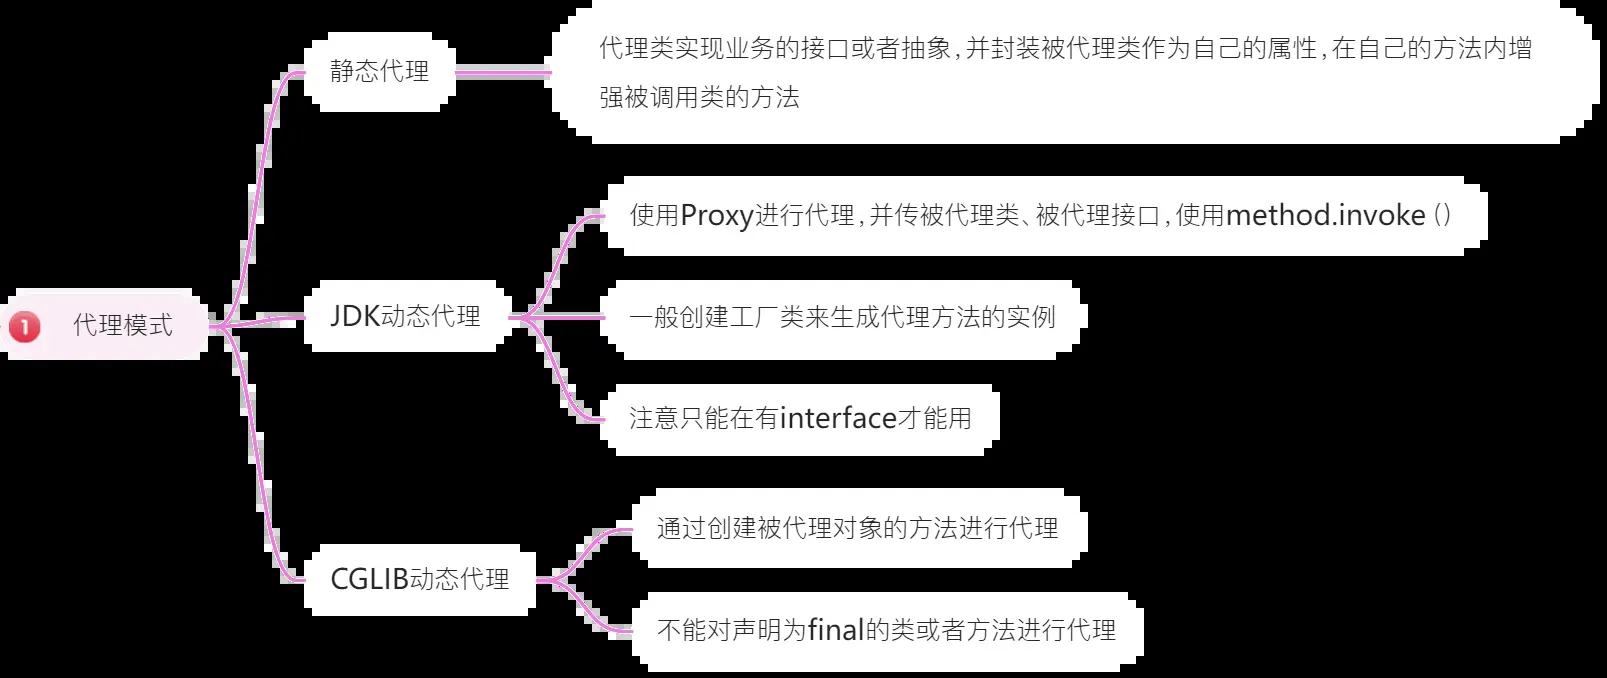 静态代理
代理类实现业务的接口或者抽象，并封装被代理类作为自己的属性，在自己的方法内增
强被调用类的方法
使用Proxy进行代理，并传被代理类、被代理接口，使用method.invoke（）
1 代理模式
JDK动态代理
一般创建工厂类来生成代理方法的实例
注意只能在有interface才能用
通过创建被代理对象的方法进行代理
CGLIB动态代理
不能对声明为final的类或者方法进行代理